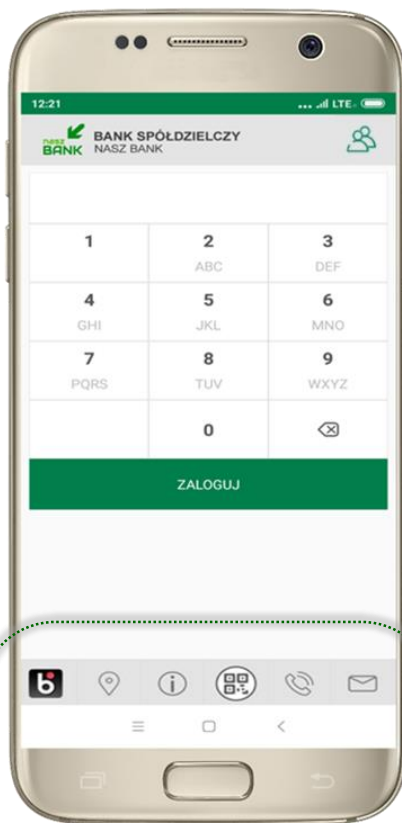 12:21
LTE
nasz BANK
BANK SPÓŁDZIELCZY
NASZ BANK
1 2 3
ABC DEF
4 5 6
GHI JKL MNO
7 8 9
PQRS TUV WXYZ
0
ZALOGUJ
b i